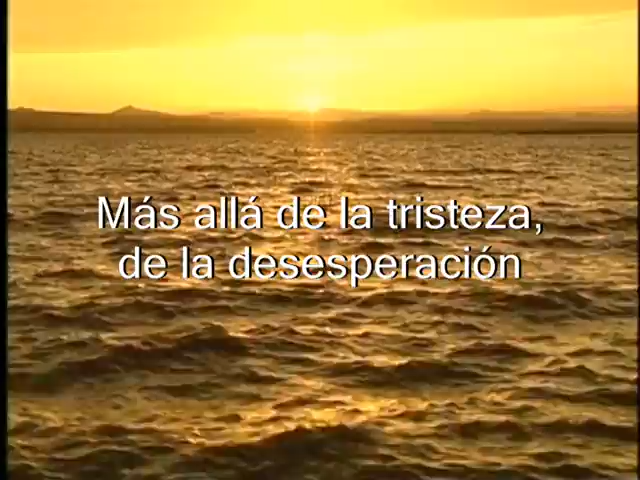 Más allá de la tristeza,
de la desesperación